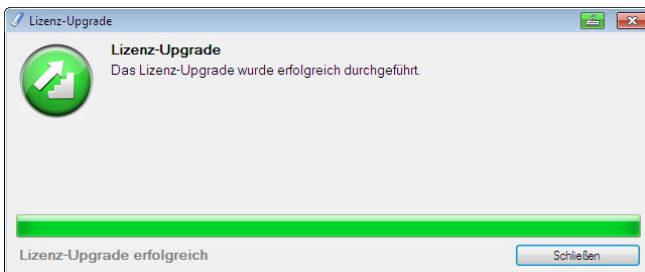 Lizenz-Upgrade
Lizenz-Upgrade
Das Lizenz-Upgrade wurde erfolgreich durchgeführt.
Lizenz-Upgrade erfolgreich
Schließen